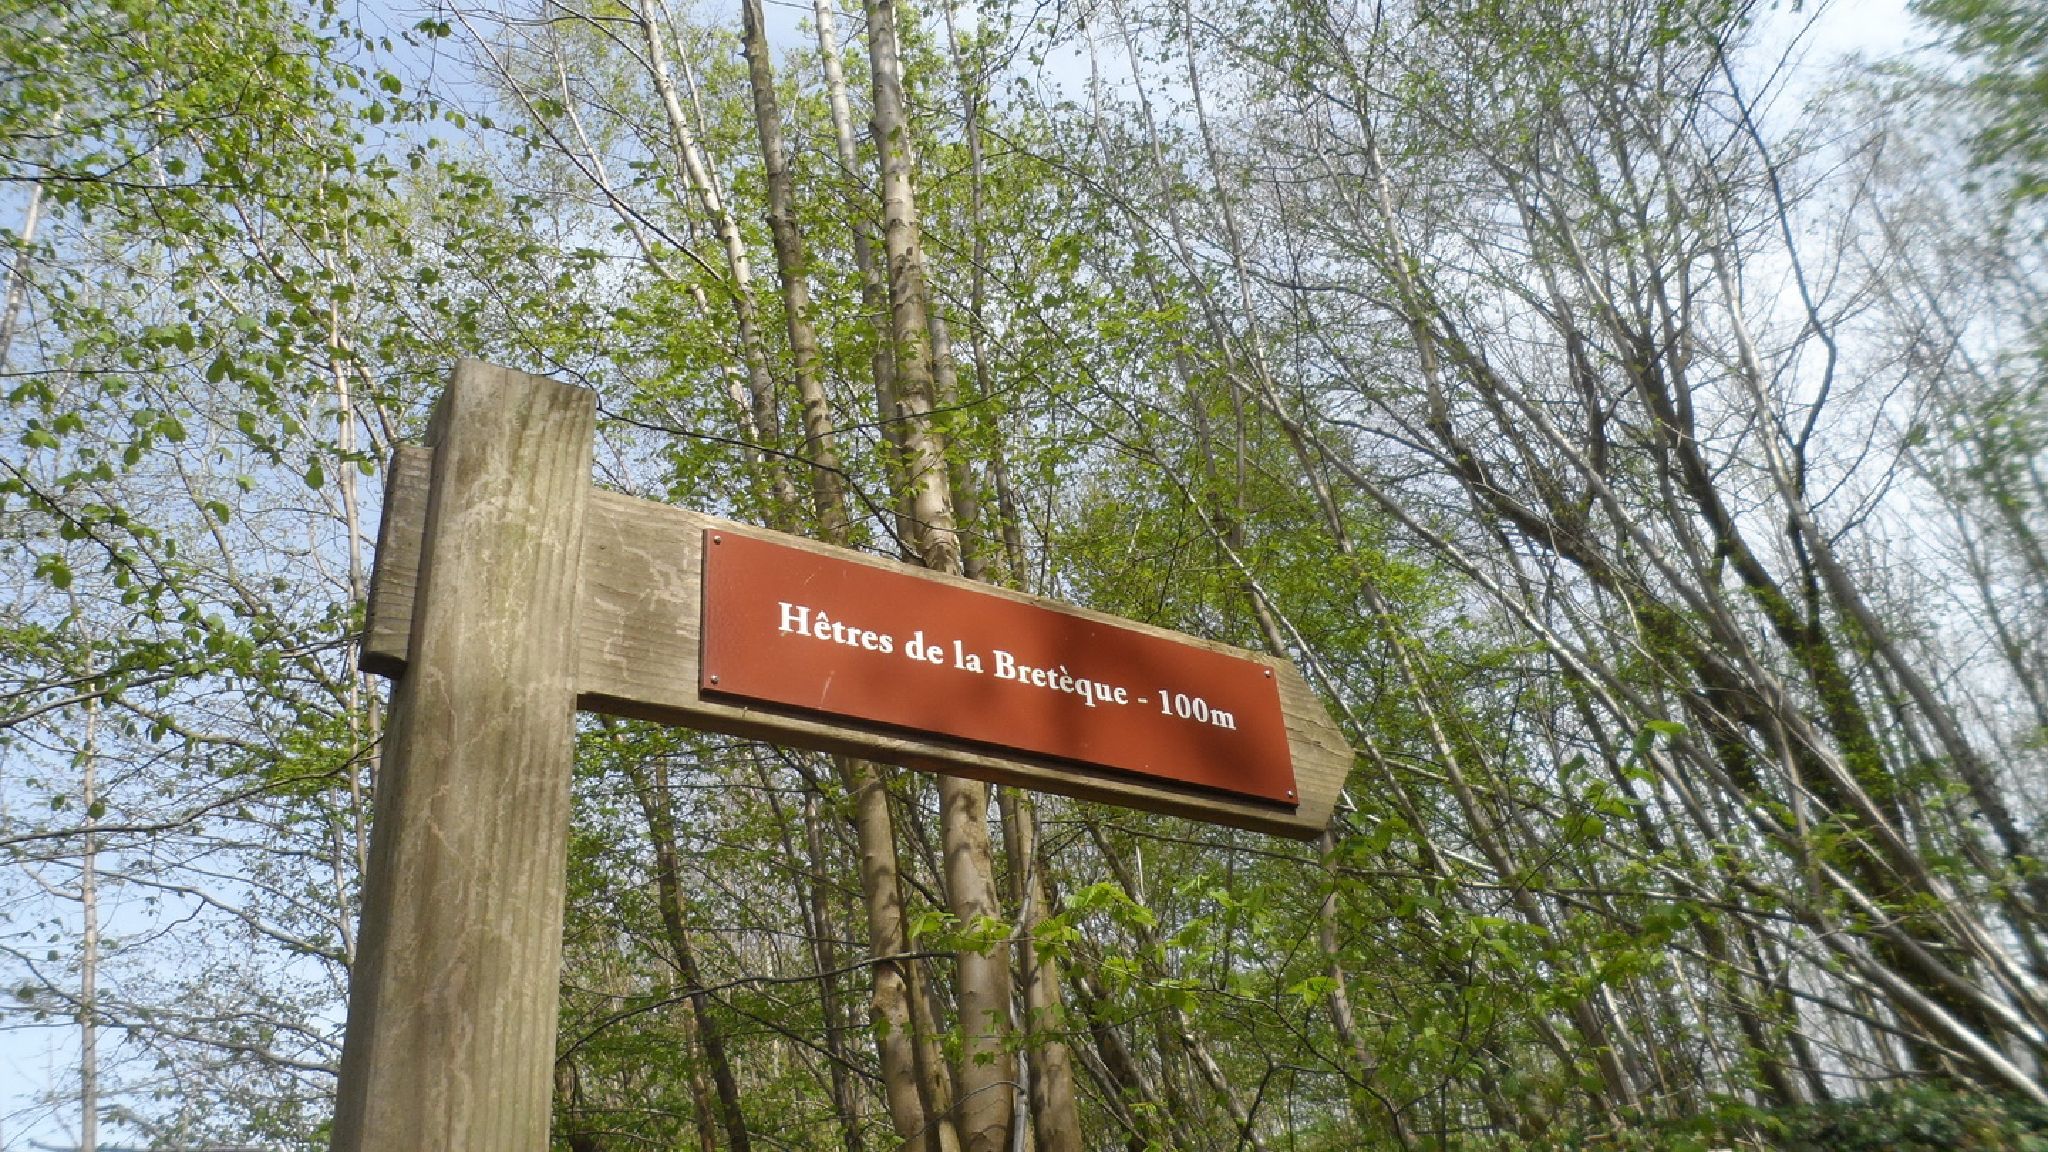 Hêtres de la Bretèque - 100m